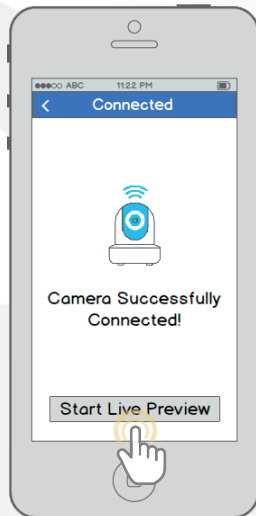 ABC 11:22 PM
Connected
Camera Successfully
Connected!
Start Live Preview